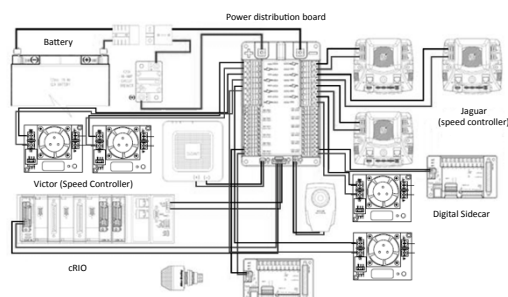 Power distribution board
Battery
Jaguar
(speed controller)
Victor (Speed Controller)
Digital Sidecar
cRIO